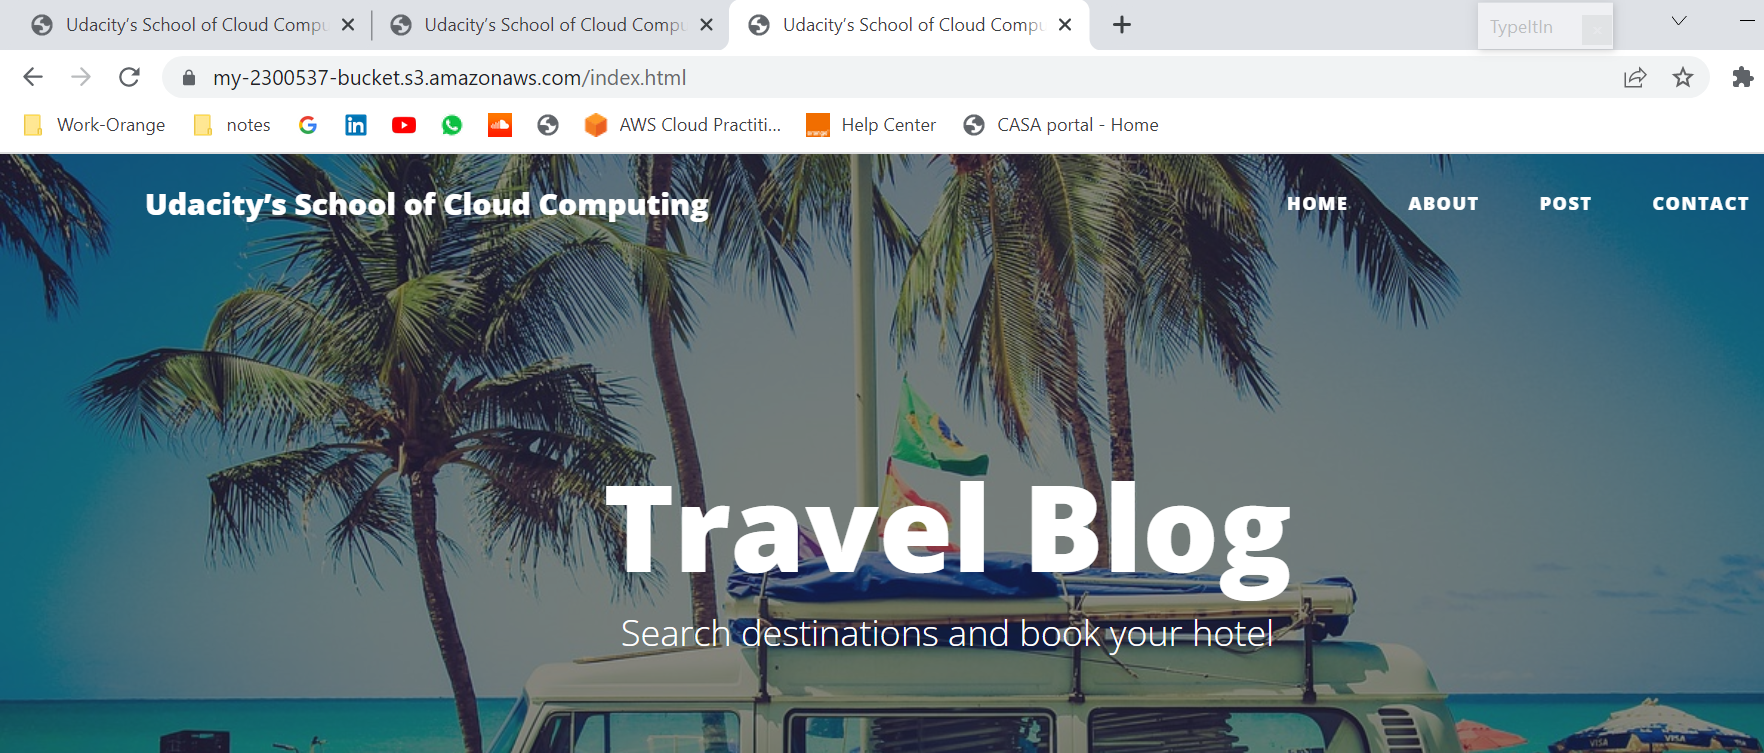 Udacity’s School of Cloud Compu
Udacity’s School of Cloud Compu
Udacity’s School of Cloud Compu
TypeItIn
my-2300537-bucket.s3.amazonaws.com/index.html
Work-Orange
notes
AWS Cloud Practiti...
Help Center
CASA portal - Home
Udacity’s School of Cloud Computing
HOME
ABOUT
POST
CONTACT
Travel Blog
Search destinations and book your hotel
VISA
VISA